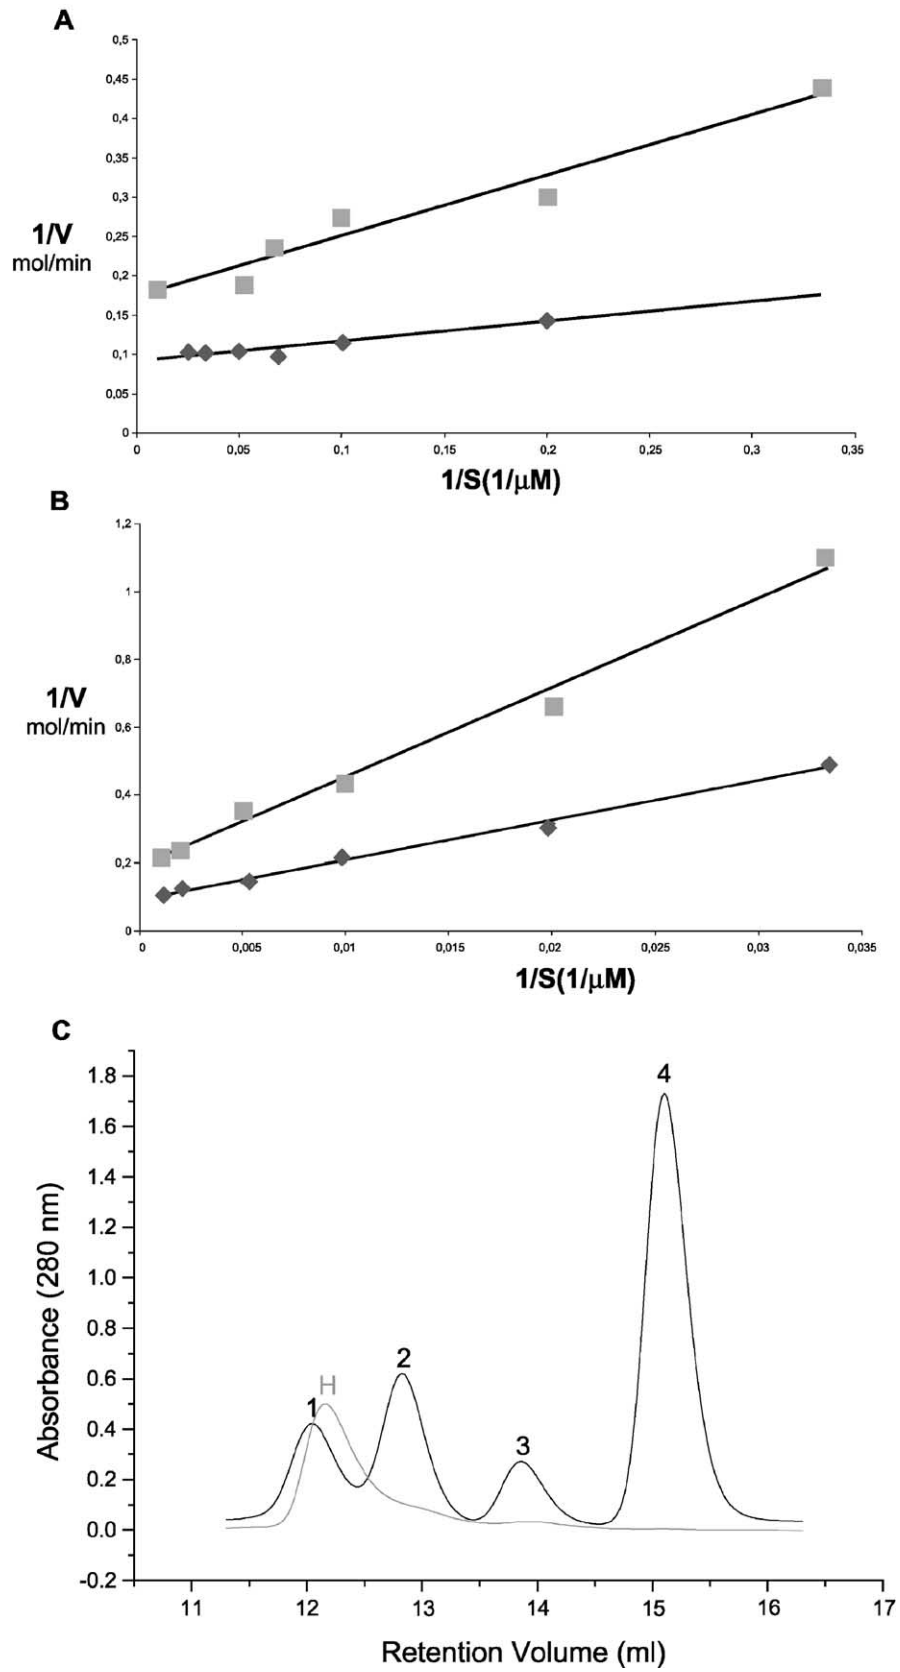 A
0,5
0,45
0,4
0,35
0,3
0,25
0,2
0,15
0,1
0,05
0
1/V
mol/min
0 0,05 0,1 0,15 0,2 0,25 0,3 0,35
1/S(1/µM)
B
1,2
1
0,8
0,6
0,4
0,2
0
1/V
mol/min
0 0,005 0,01 0,015 0,02 0,025 0,03 0,035
1/S(1/µM)
C
1.8
1.6
1.4
1.2
1.0
0.8
0.6
0.4
0.2
0.0
-0.2
Absorbance (280 nm)
1
H
2
3
4
11 12 13 14 15 16 17
Retention Volume (ml)